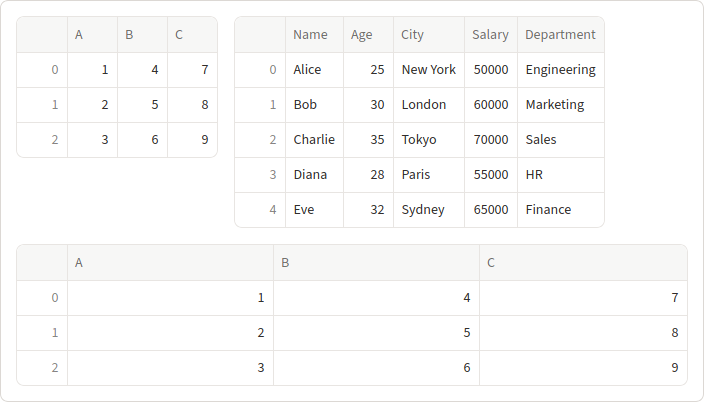 A B C
0 1 4 7
1 2 5 8
2 3 6 9
Name Age City Salary Department
0 Alice 25 New York 50000 Engineering
1 Bob 30 London 60000 Marketing
2 Charlie 35 Tokyo 70000 Sales
3 Diana 28 Paris 55000 HR
4 Eve 32 Sydney 65000 Finance
A B C
0 1 4 7
1 2 5 8
2 3 6 9